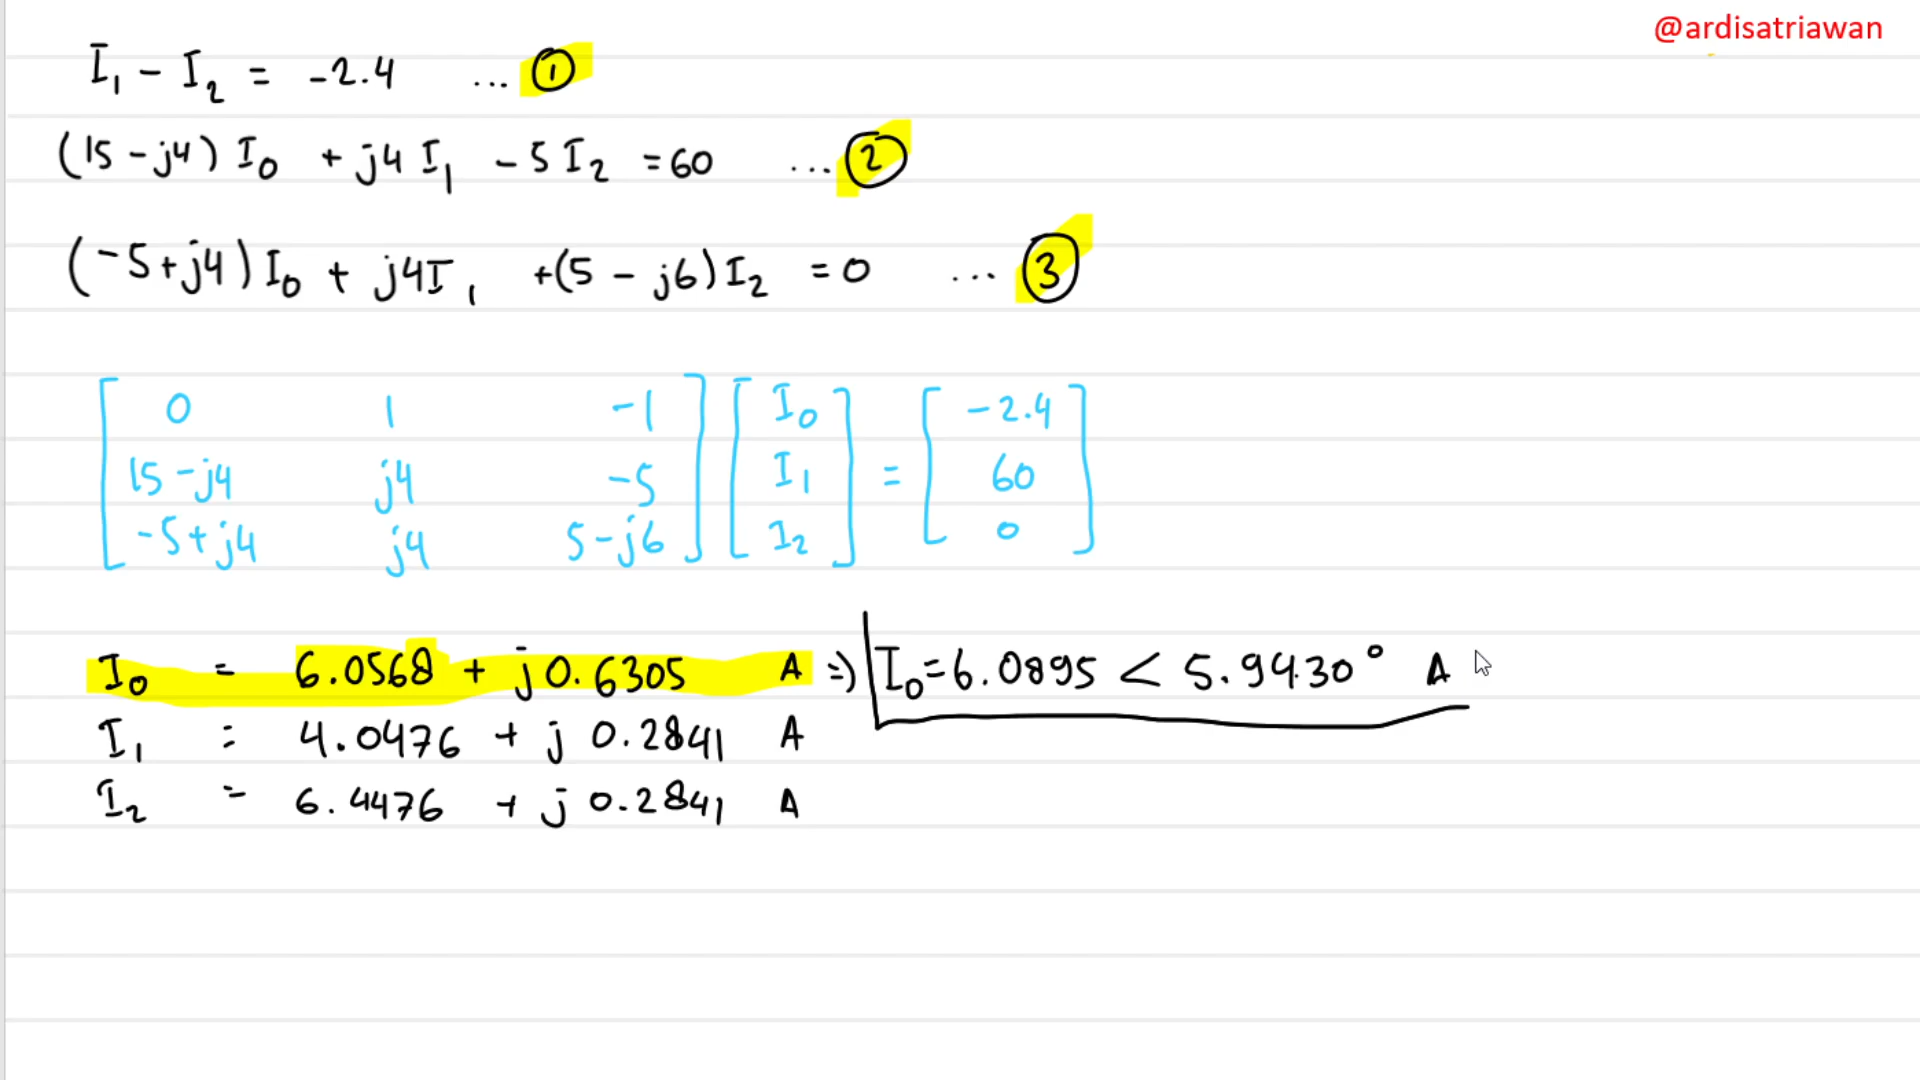 @ardisatriawan
I₁ - I₂ = -2.4 ... ①
(15 - j4) I₀ + j4 I₁ - 5 I₂ = 60 ... ②
(-5 + j4) I₀ + j4 I₁ + (5 - j6) I₂ = 0 ... ③
[ 0 1 -1 ] [ I₀ ] [ -2.4 ]
[ 15 - j4 j4 -5 ] [ I₁ ] = [ 60 ]
[ -5 + j4 j4 5 - j6 ] [ I₂ ] [ 0 ]
I₀ = 6.0568 + j 0.6305 A => I₀ = 6.0895 < 5.9430° A
I₁ = 4.0476 + j 0.2841 A
I₂ = 6.4476 + j 0.2841 A